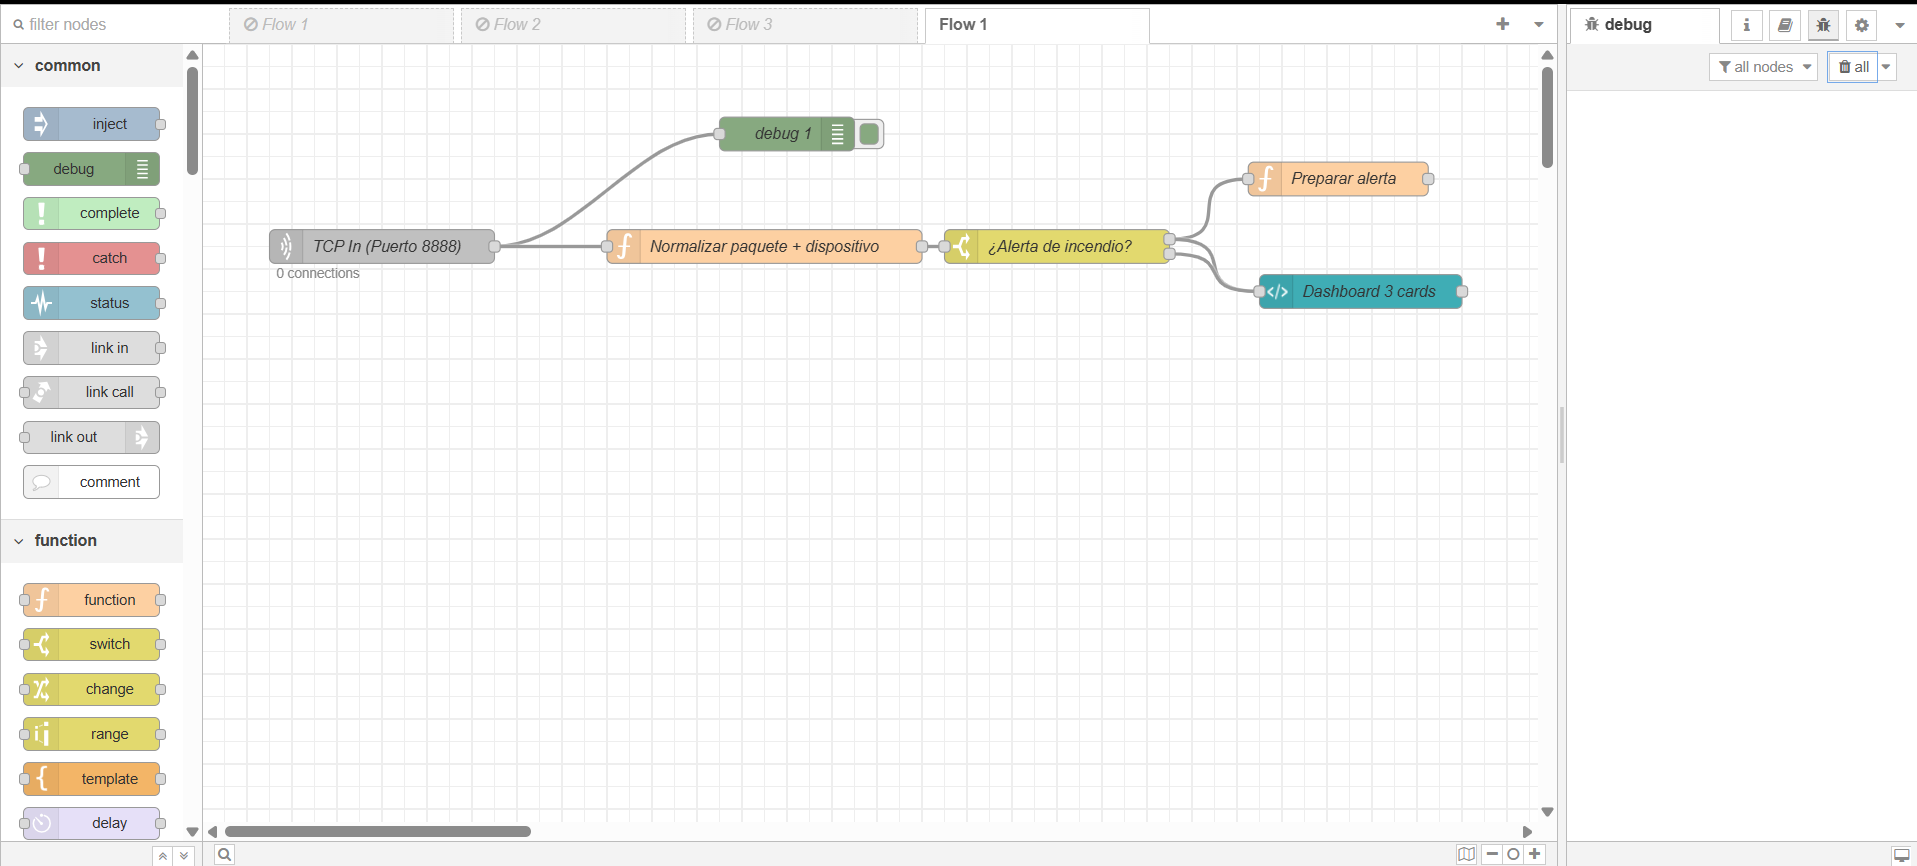 filter nodes
Flow 1
Flow 2
Flow 3
Flow 1
debug
all nodes
all
common
inject
debug
complete
catch
status
link in
link call
link out
comment
function
function
switch
change
range
template
delay
debug 1
Preparar alerta
TCP In (Puerto 8888)
Normalizar paquete + dispositivo
¿Alerta de incendio?
0 connections
Dashboard 3 cards